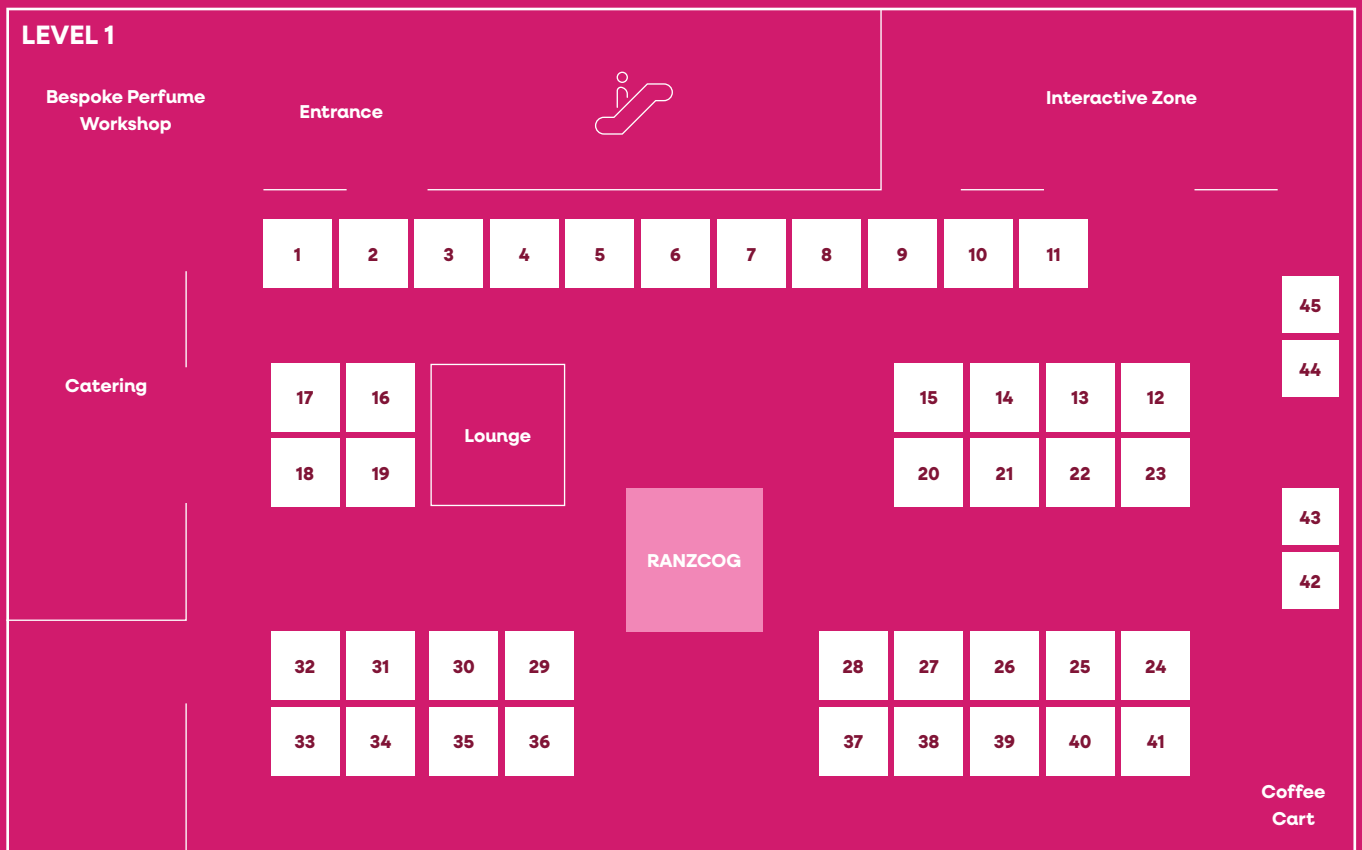 LEVEL 1
Bespoke Perfume
Workshop
Entrance
Interactive Zone
1 2 3 4 5 6 7 8 9 10 11
45
44
Catering
17 16
Lounge
15 14 13 12
18 19
20 21 22 23
43
42
RANZCOG
32 31 30 29
28 27 26 25 24
33 34 35 36
37 38 39 40 41
Coffee
Cart